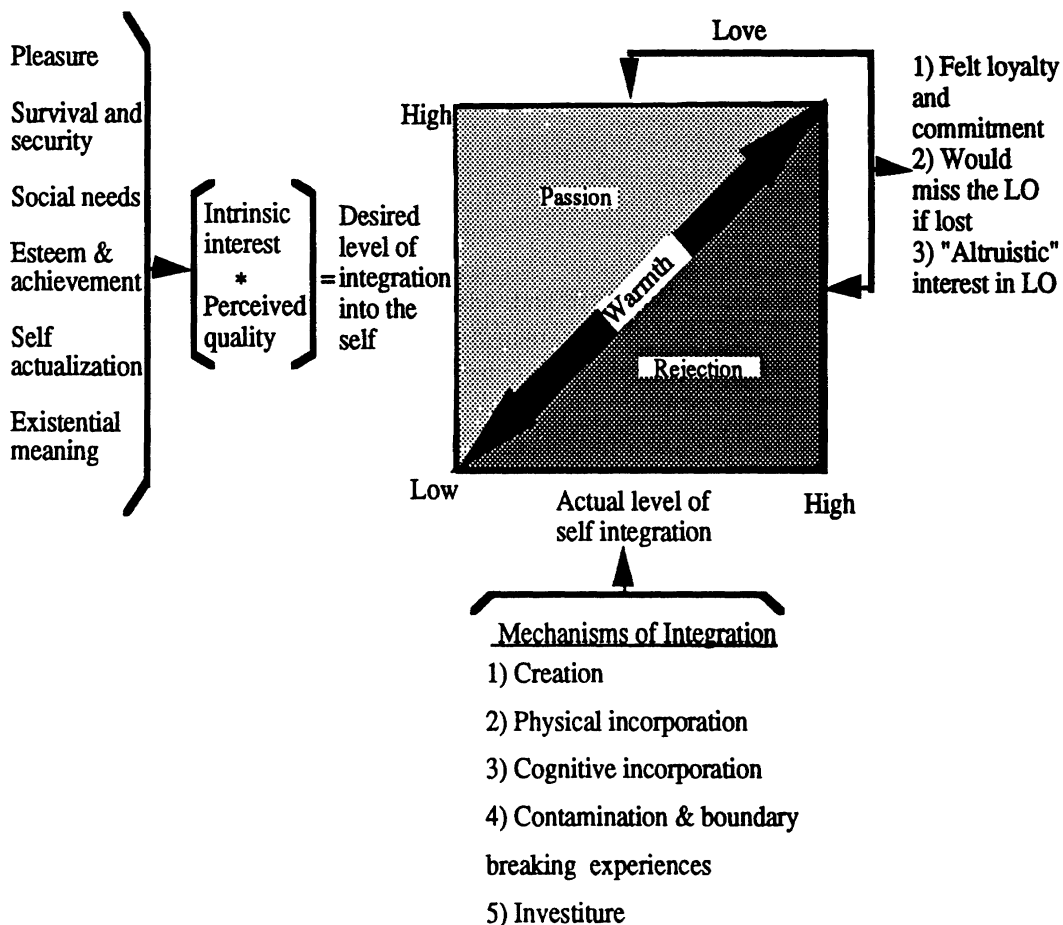 Pleasure
Survival and
security
Social needs
Esteem &
achievement
Self
actualization
Existential
meaning
Intrinsic
interest
*
Perceived
quality
=
Desired
level of
integration
into the
self
High
Low
Love
Passion
Warmth
Rejection
Actual level of
self integration
High
1) Felt loyalty
and
commitment
2) Would
miss the LO
if lost
3) "Altruistic"
interest in LO
Mechanisms of Integration
1) Creation
2) Physical incorporation
3) Cognitive incorporation
4) Contamination & boundary
breaking experiences
5) Investiture